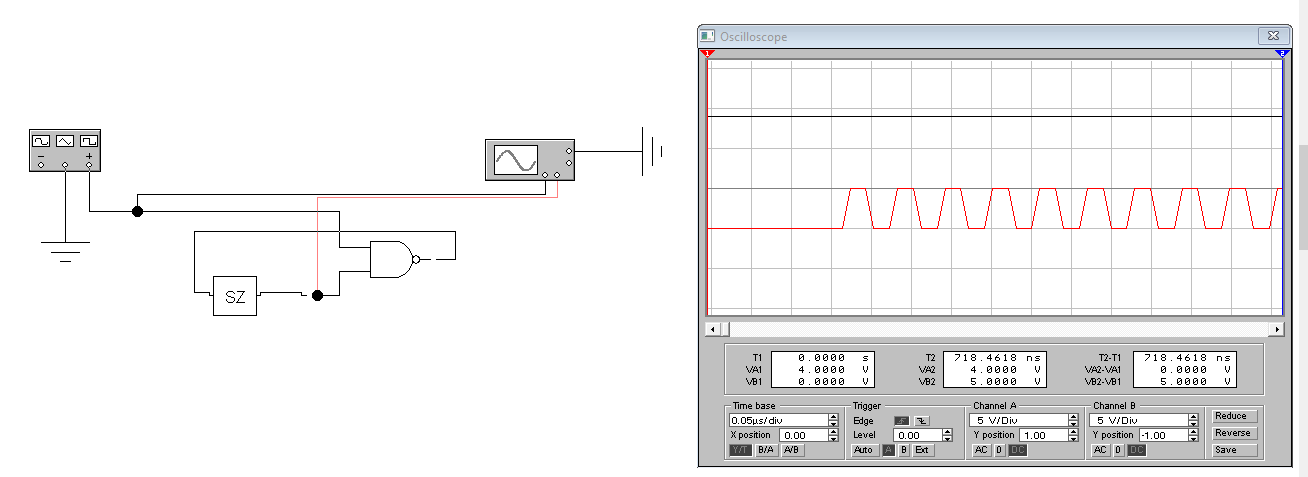 Oscilloscope
1
2
−
+
SZ
T1 0.0000 s
VA1 4.0000 V
VB1 0.0000 V
T2 718.4618 ns
VA2 4.0000 V
VB2 5.0000 V
T2-T1 718.4618 ns
VA2-VA1 0.0000 V
VB2-VB1 5.0000 V
Time base
0.05µs/div
X position 0.00
Y/T B/A A/B
Trigger
Edge
Level 0.00
Auto A B Ext
Channel A
5 V/Div
Y position 1.00
AC 0 DC
Channel B
5 V/Div
Y position -1.00
AC 0 DC
Reduce
Reverse
Save